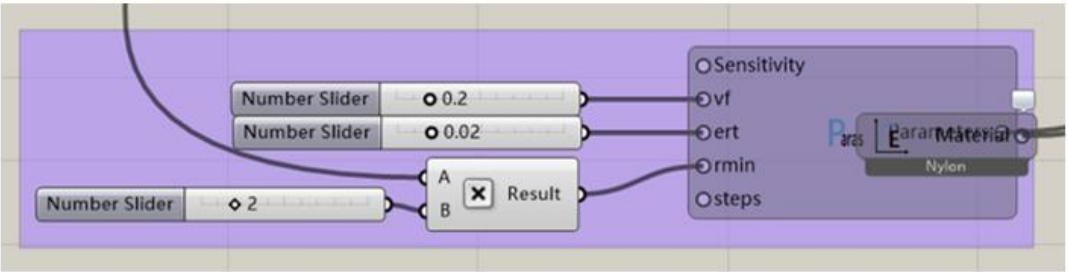 Sensitivity
Number Slider 0.2 vf
Number Slider 0.02 ert
Paras E Parameters Material
A rmin Nylon
Number Slider 2 B × Result
steps